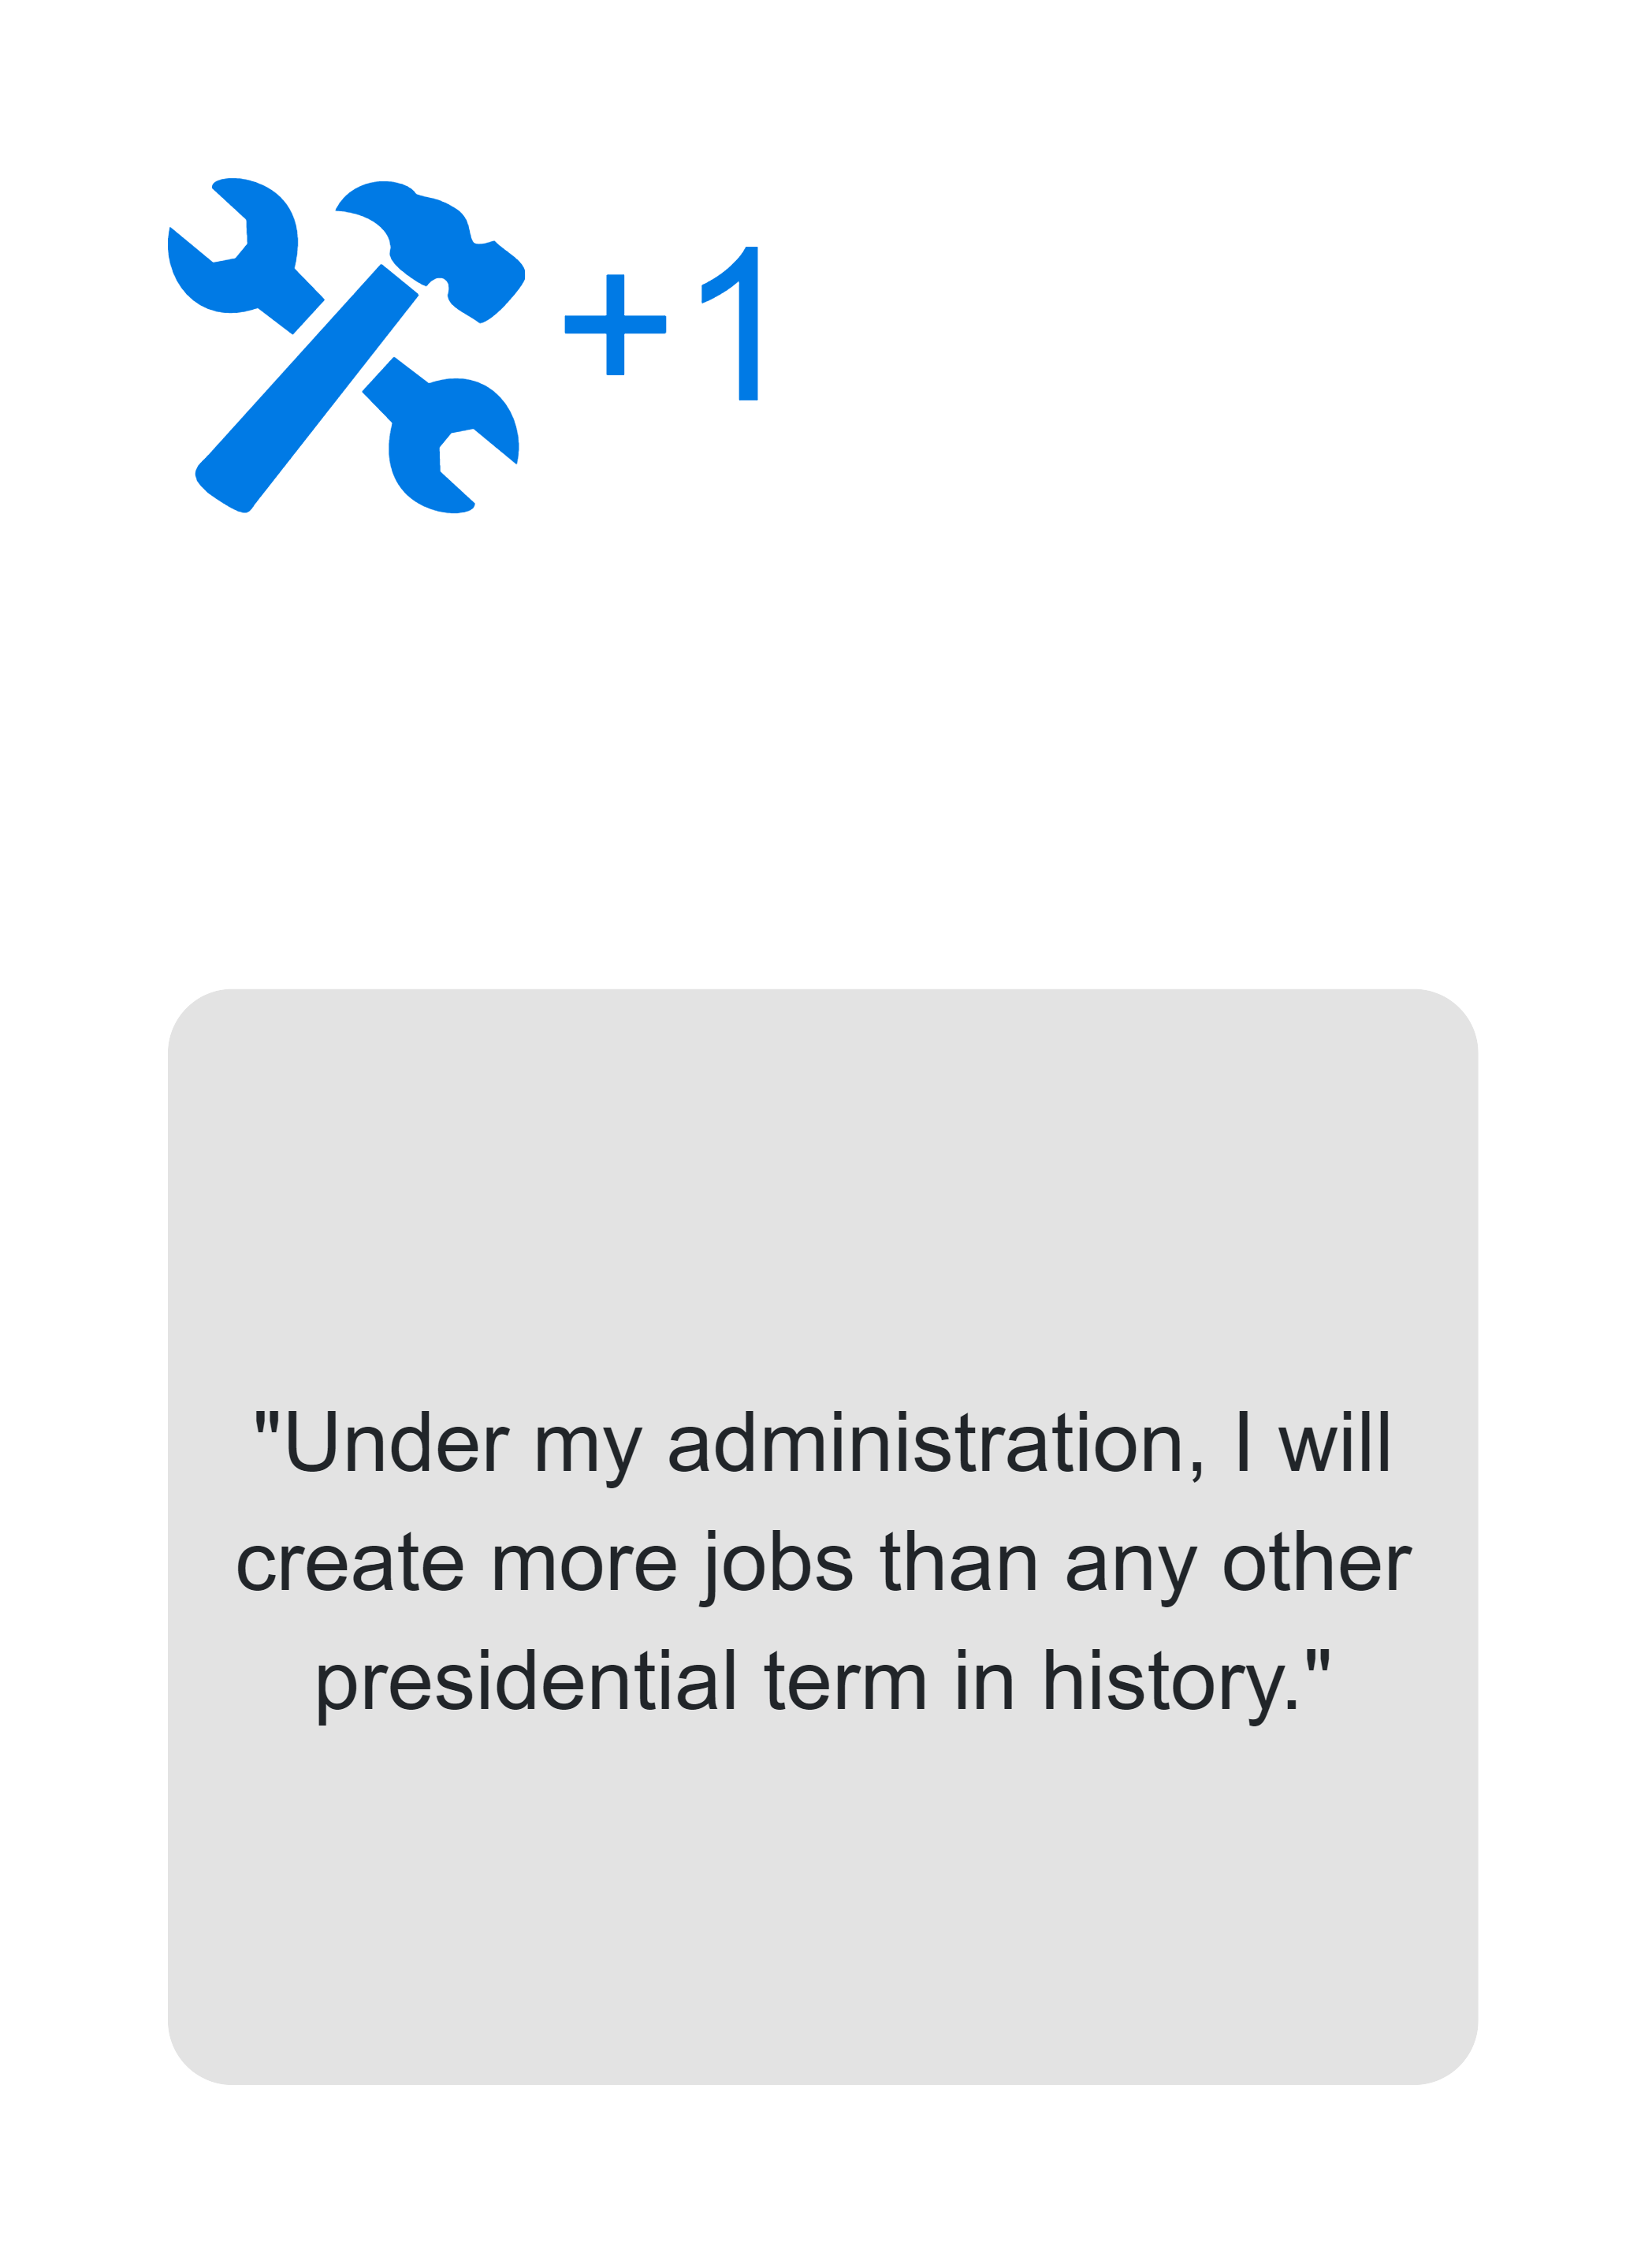 +1
"Under my administration, I will
create more jobs than any other
presidential term in history."